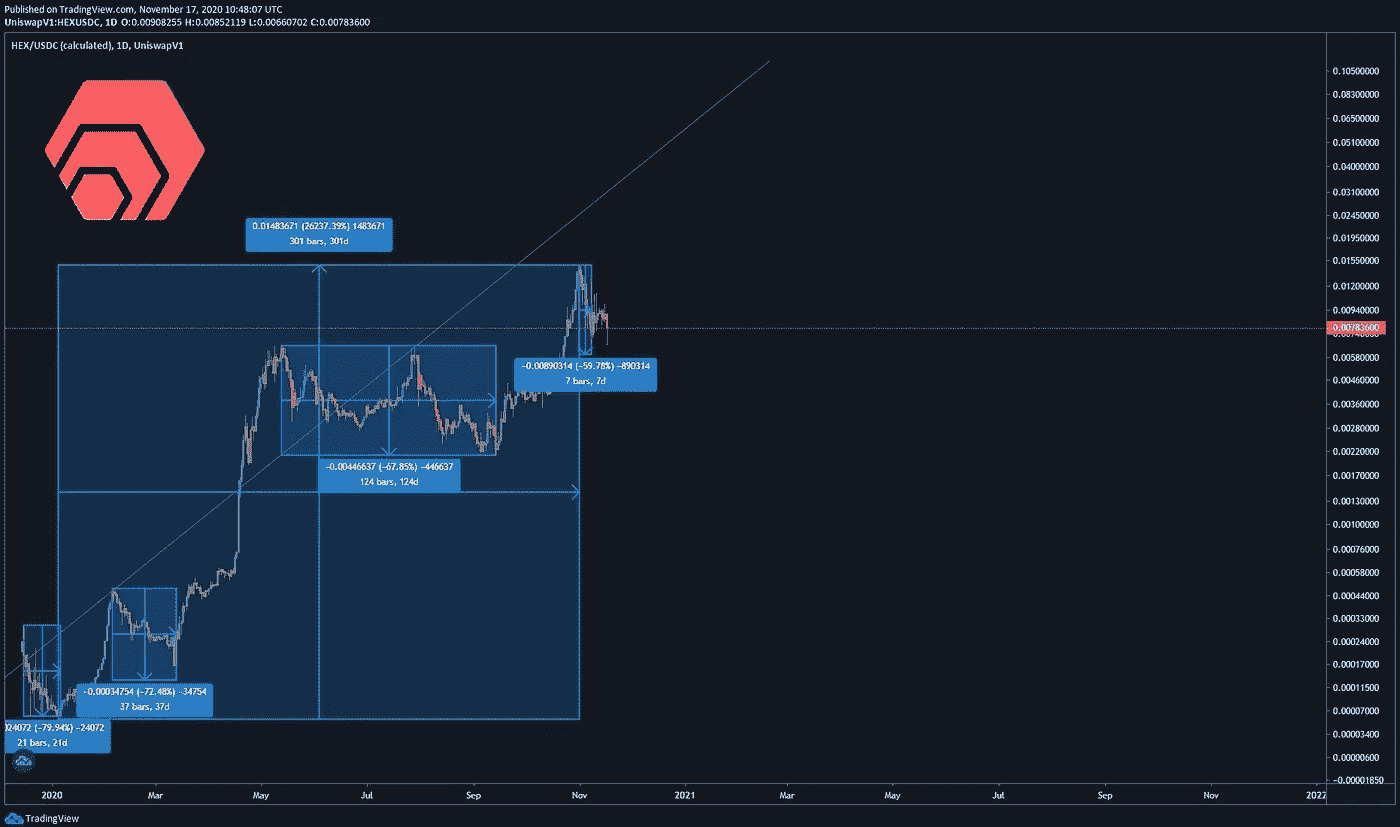 Published on TradingView.com, November 17, 2020 10:48:07 UTC
UniswapV1:HEXUSDC, 1D O:0.00908255 H:0.00852119 L:0.00660702 C:0.00783600
HEX/USDC (calculated), 1D, UniswapV1
0.01483671 (26237.39%) 1483671
301 bars, 301d
-0.00890314 (-59.78%) -890314
7 bars, 7d
-0.00446637 (-67.85%) -446637
124 bars, 124d
-0.00034754 (-72.48%) -34754
37 bars, 37d
24072 (-79.94%) -24072
21 bars, 21d
0.10500000
0.08300000
0.06500000
0.05100000
0.04000000
0.03100000
0.02450000
0.01950000
0.01550000
0.01200000
0.00940000
0.00783600
0.00580000
0.00460000
0.00360000
0.00280000
0.00220000
0.00170000
0.00130000
0.00100000
0.00076000
0.00058000
0.00044000
0.00033000
0.00024000
0.00017000
0.00011500
0.00007000
0.00003400
0.00000600
-0.00001850
2020 Mar May Jul Sep Nov 2021 Mar May Jul Sep Nov 2022
TradingView